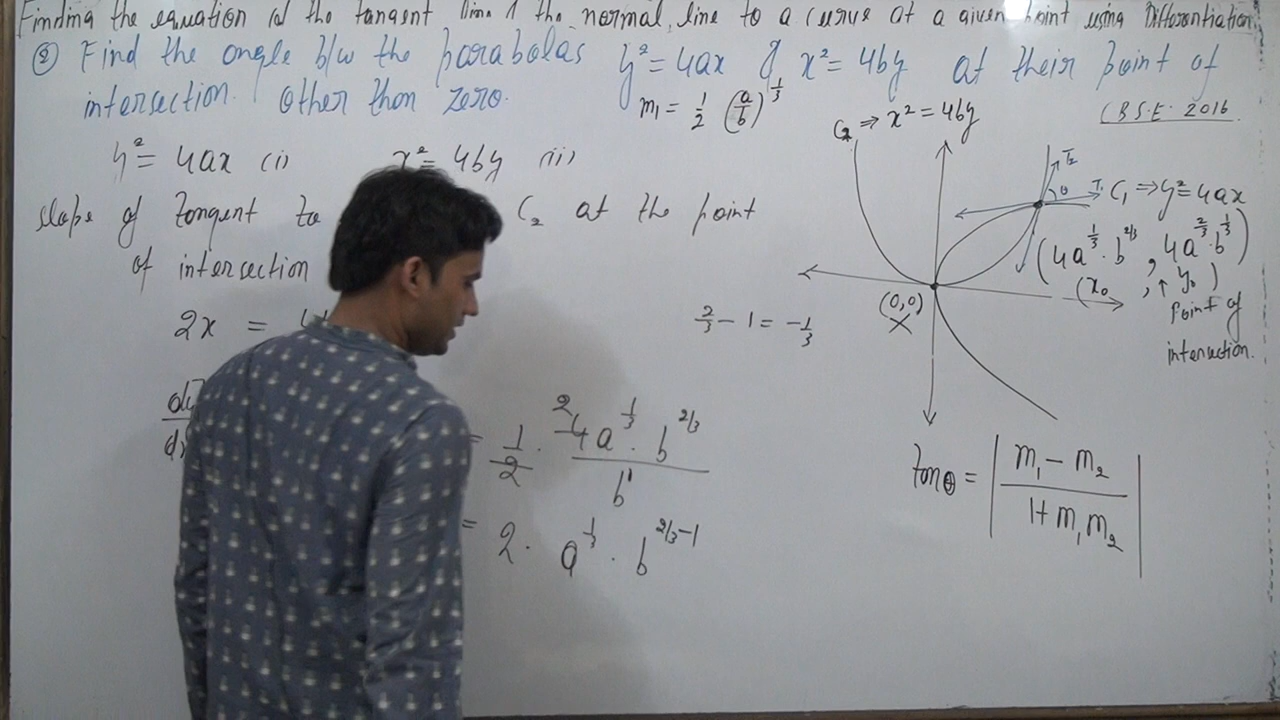 Finding the equation of the tangent line & the normal line to a curve at a given point using Differentiation
② Find the angle b/w the parabolas y² = 4ax & x² = 4by at their point of
intersection. Other than zero.
m₁ = 1/2 (a/b)^1/3
C.B.S.E. 2016
y² = 4ax (i) x² = 4by (ii)
slope of tangent to C₂ at the point
of intersection
2x =
2/3 - 1 = -1/3
= 1/2 · 4a^1/3 · b^2/3 / b¹
2
= 2 · a^1/3 · b^2/3-1
C₂ ⇒ x² = 4by
T₂
θ
T₁ C₁ ⇒ y² = 4ax
(4a^1/3 · b^2/3 , 4a^2/3 · b^1/3)
(x₀ , y₀)
↑
Point of
intersection.
(0,0)
×
tanθ = | m₁ - m₂ / 1 + m₁m₂ |